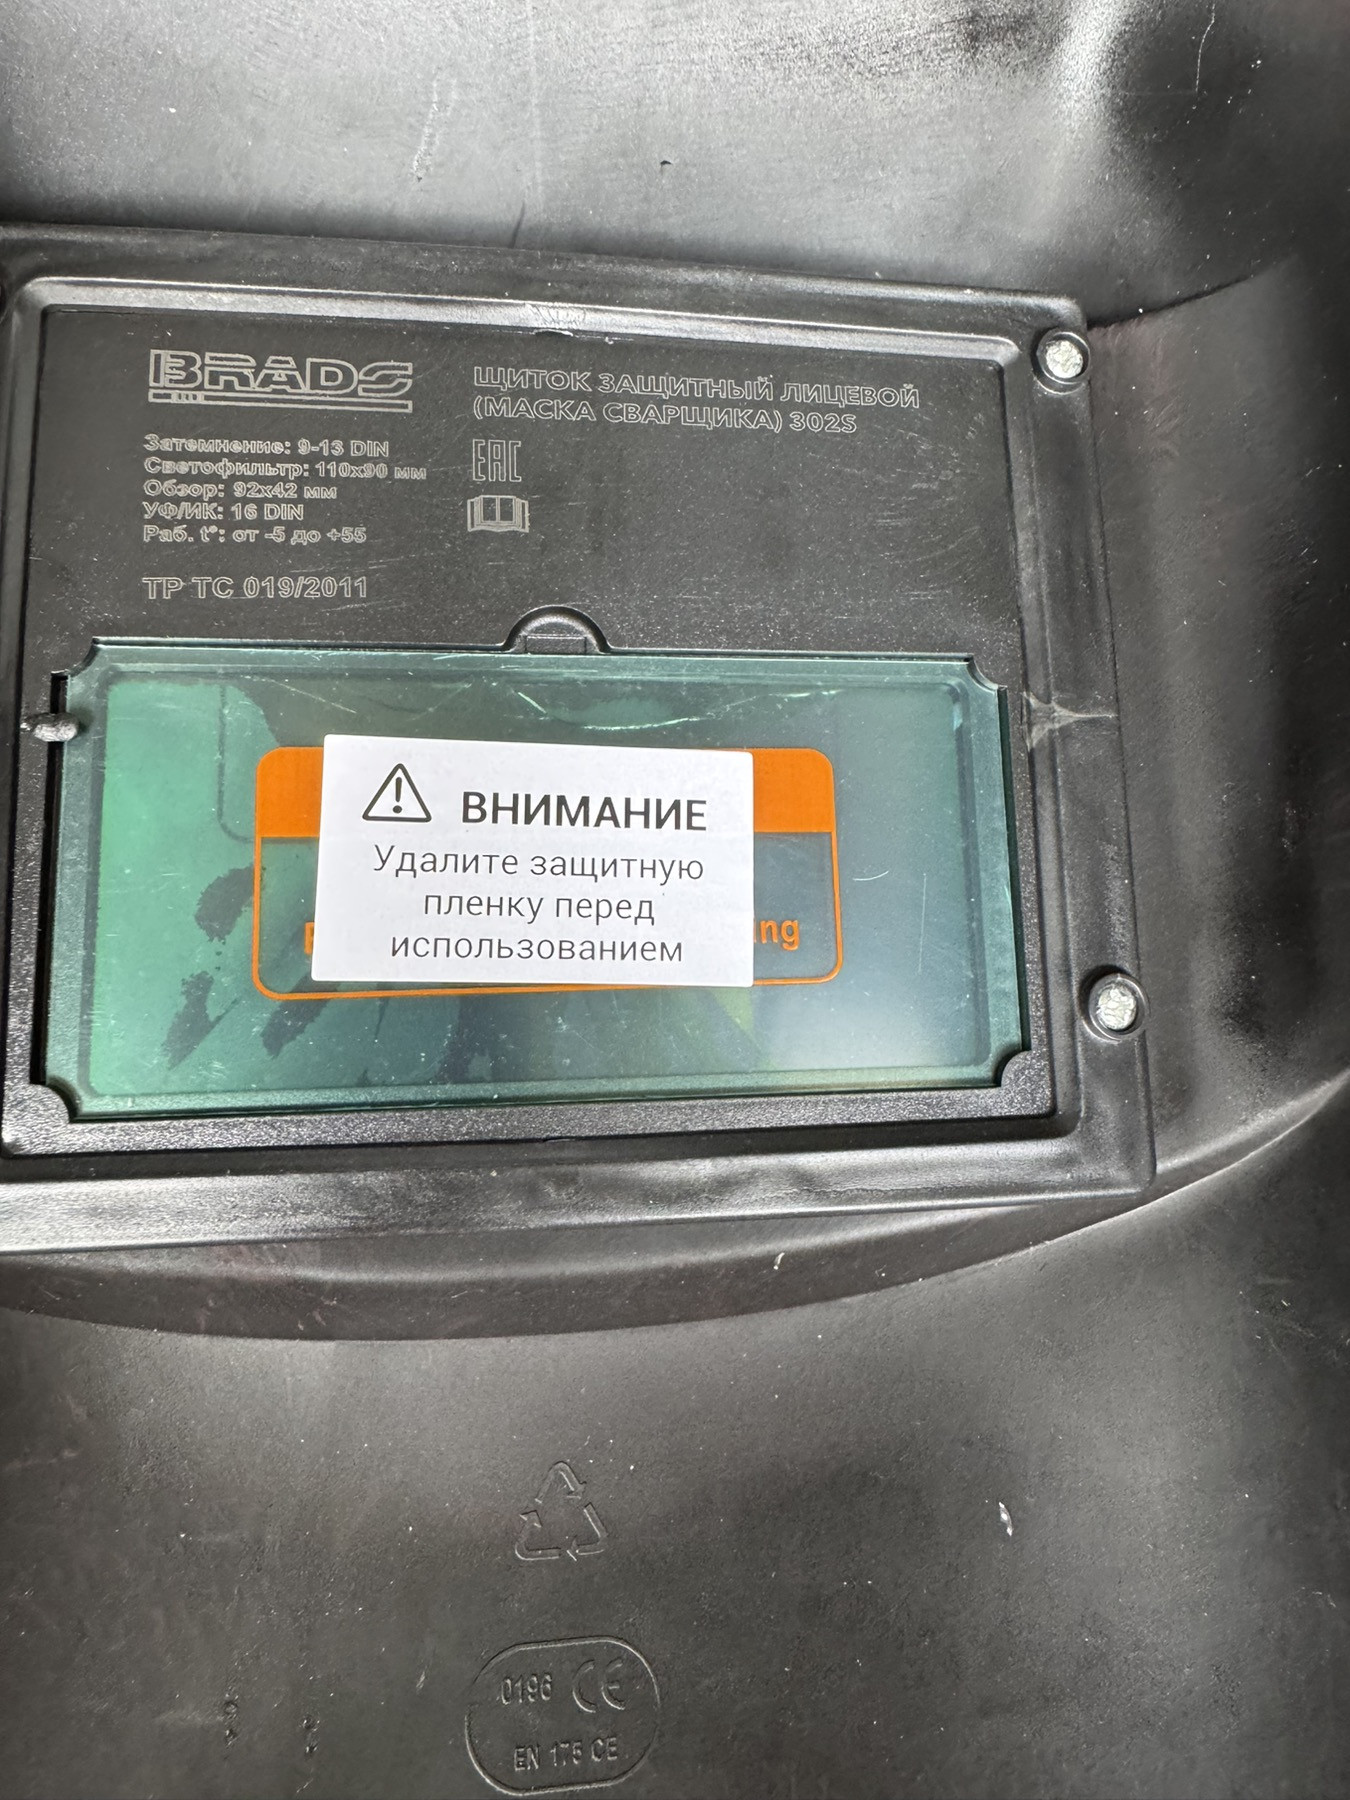 BRADS
ЩИТОК ЗАЩИТНЫЙ ЛИЦЕВОЙ
(МАСКА СВАРЩИКА) 302S
Затемнение: 9-13 DIN
Светофильтр: 110x90 мм
Обзор: 92x42 мм
УФ/ИК: 16 DIN
Раб. t°: от -5 до +55
ТР ТС 019/2011
EAC
ВНИМАНИЕ
Удалите защитную
пленку перед
использованием
ing
0196 CE
EN 175 CE